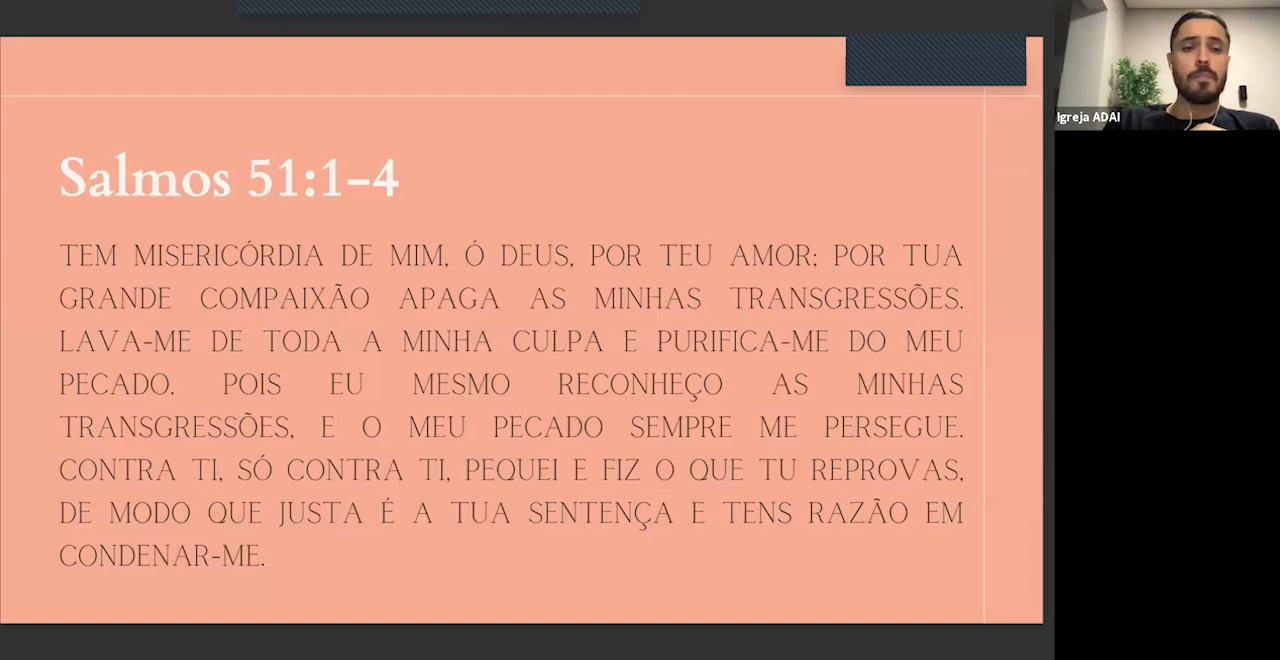 Salmos 51:1-4
TEM MISERICÓRDIA DE MIM, Ó DEUS, POR TEU AMOR; POR TUA
GRANDE COMPAIXÃO APAGA AS MINHAS TRANSGRESSÕES.
LAVA-ME DE TODA A MINHA CULPA E PURIFICA-ME DO MEU
PECADO. POIS EU MESMO RECONHEÇO AS MINHAS
TRANSGRESSÕES, E O MEU PECADO SEMPRE ME PERSEGUE.
CONTRA TI, SÓ CONTRA TI, PEQUEI E FIZ O QUE TU REPROVAS,
DE MODO QUE JUSTA É A TUA SENTENÇA E TENS RAZÃO EM
CONDENAR-ME.
Igreja ADAI